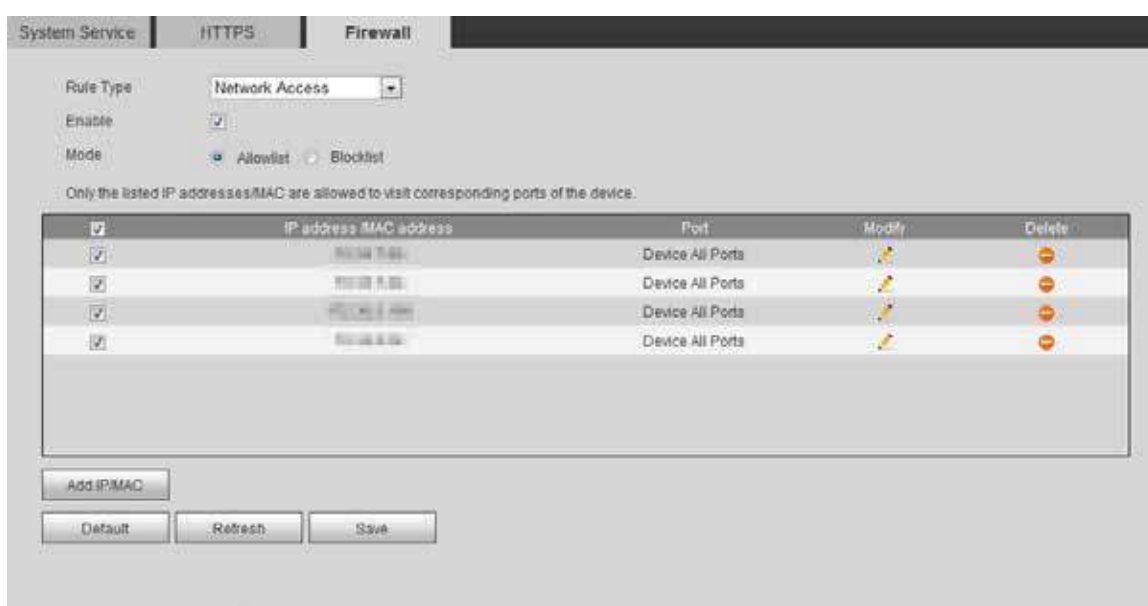 System Service HTTPS Firewall
Rule Type Network Access
Enable
Mode Allowlist Blocklist
Only the listed IP addresses/MAC are allowed to visit corresponding ports of the device.
IP address /MAC address Port Modify Delete
Device All Ports
Device All Ports
Device All Ports
Device All Ports
Add IP/MAC
Default Refresh Save